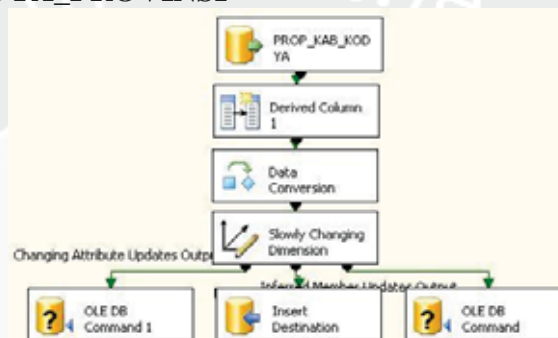 PROP_KAB_KOD
YA
Derived Column
1
Data
Conversion
Slowly Changing
Dimension
Changing Attribute Updates Outp
Inferred Member Updates Output
OLE DB
Command 1
Insert
Destination
OLE DB
Command